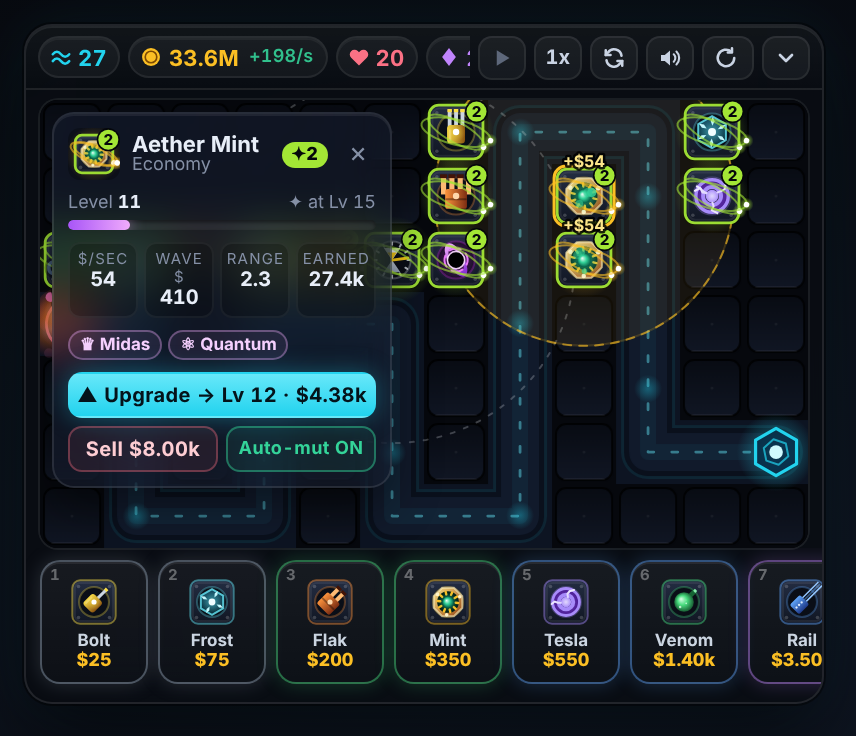 27
33.6M +198/s
20
1x
2
Aether Mint
Economy
✦2
Level 11
✦ at Lv 15
$/SEC
54
WAVE
$
410
RANGE
2.3
EARNED
27.4k
Midas
Quantum
▲ Upgrade → Lv 12 · $4.38k
Sell $8.00k
Auto-mut ON
2
2
+$54
2
2
2
2
+$54
2
2
2
1
Bolt
$25
2
Frost
$75
3
Flak
$200
4
Mint
$350
5
Tesla
$550
6
Venom
$1.40k
7
Rail
$3.50